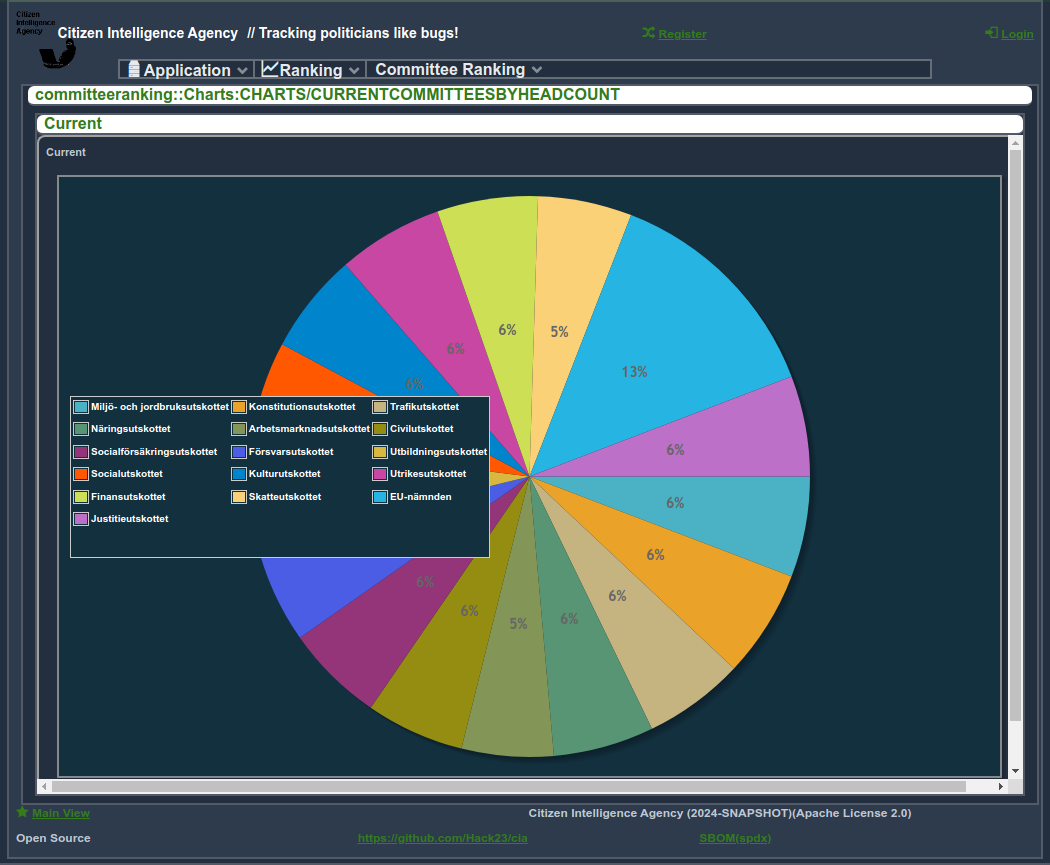 Citizen
Intelligence
Agency
Citizen Intelligence Agency // Tracking politicians like bugs!
Register
Login
Application
Ranking
Committee Ranking
committeeranking::Charts:CHARTS/CURRENTCOMMITTEESBYHEADCOUNT
Current
Current
6%
5%
6%
13%
6%
6%
Miljö- och jordbruksutskottet
Konstitutionsutskottet
Trafikutskottet
Näringsutskottet
Arbetsmarknadsutskottet
Civilutskottet
Socialförsäkringsutskottet
Försvarsutskottet
Utbildningsutskottet
Socialutskottet
Kulturutskottet
Utrikesutskottet
Finansutskottet
Skatteutskottet
EU-nämnden
Justitieutskottet
6%
6%
6%
6%
6%
5%
6%
Main View
Citizen Intelligence Agency (2024-SNAPSHOT)(Apache License 2.0)
Open Source
https://github.com/Hack23/cia
SBOM(spdx)